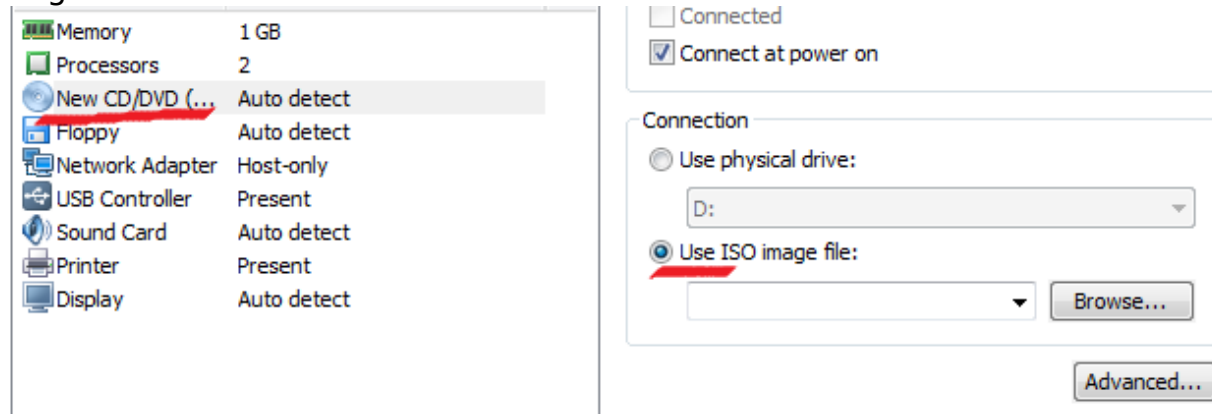 Memory 1 GB
Processors 2
New CD/DVD (... Auto detect
Floppy Auto detect
Network Adapter Host-only
USB Controller Present
Sound Card Auto detect
Printer Present
Display Auto detect
Connected
Connect at power on
Connection
Use physical drive:
D:
Use ISO image file:
Browse...
Advanced...